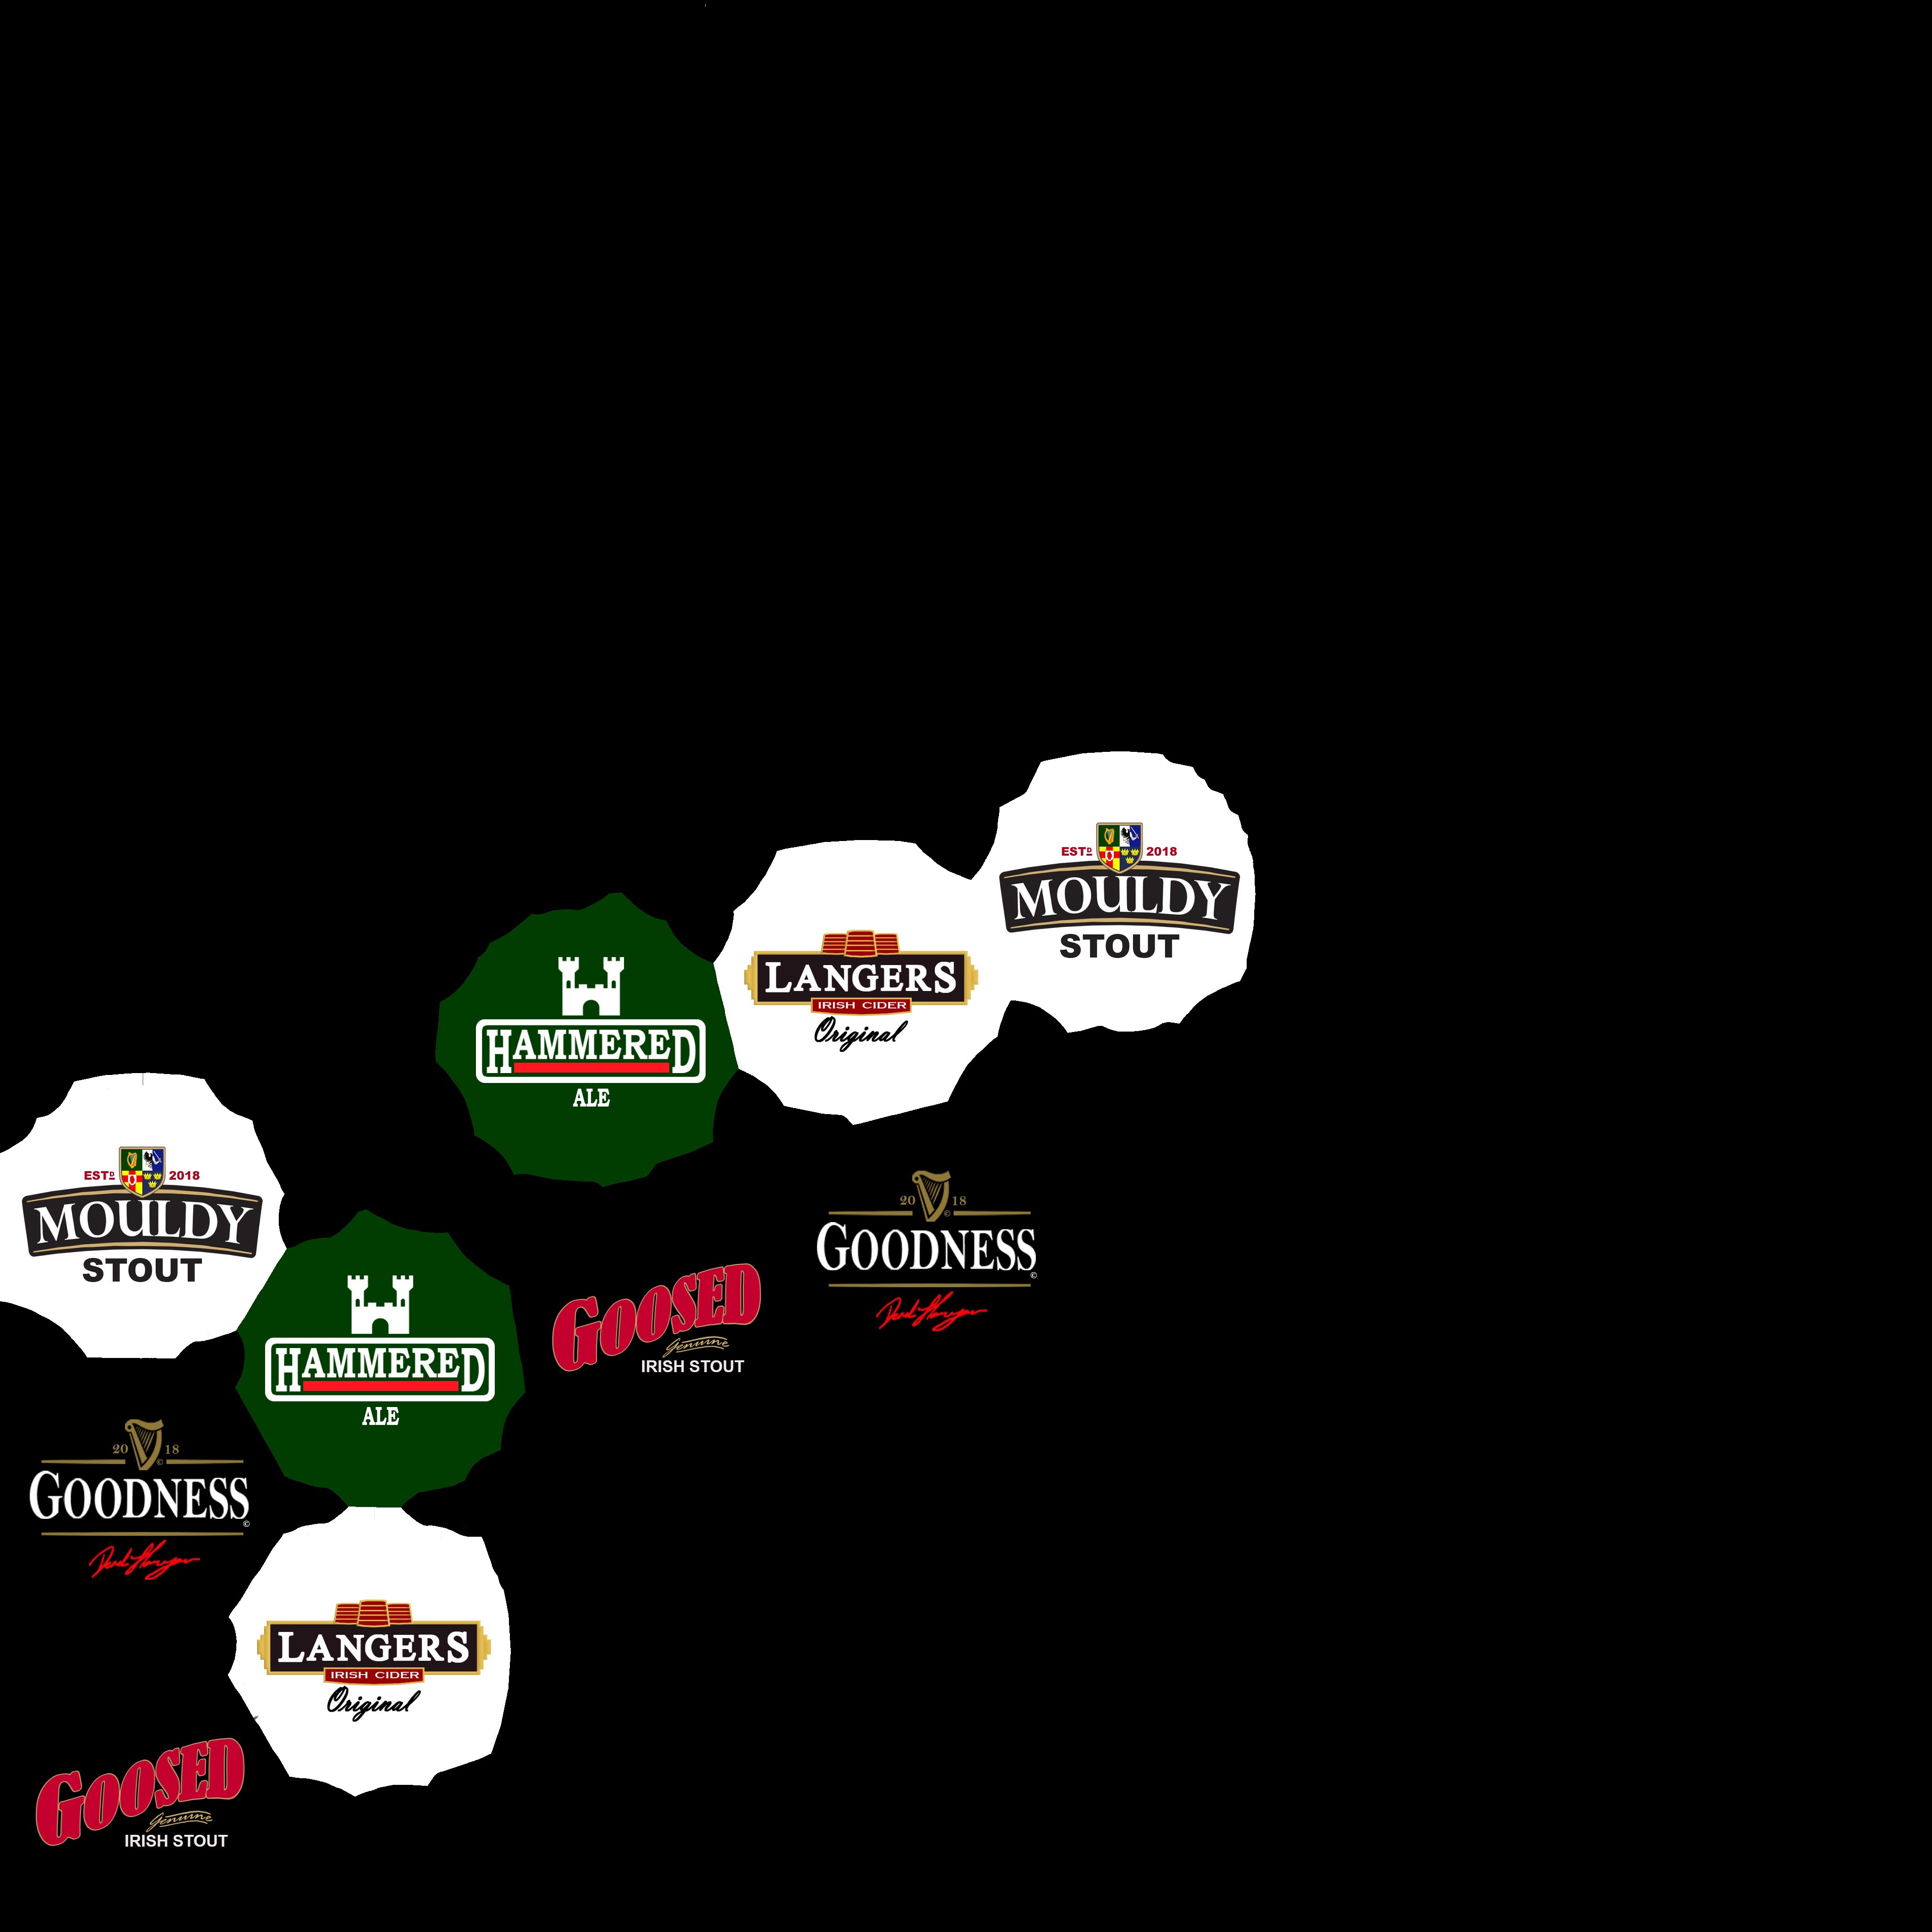 ESTD 2018
MOULDY
STOUT
LANGERS
IRISH CIDER
Original
HAMMERED
ALE
ESTD 2018
MOULDY
STOUT
20 18
GOODNESS
©
GOOSED
Genuine
IRISH STOUT
HAMMERED
ALE
20 18
GOODNESS
©
LANGERS
IRISH CIDER
Original
GOOSED
Genuine
IRISH STOUT